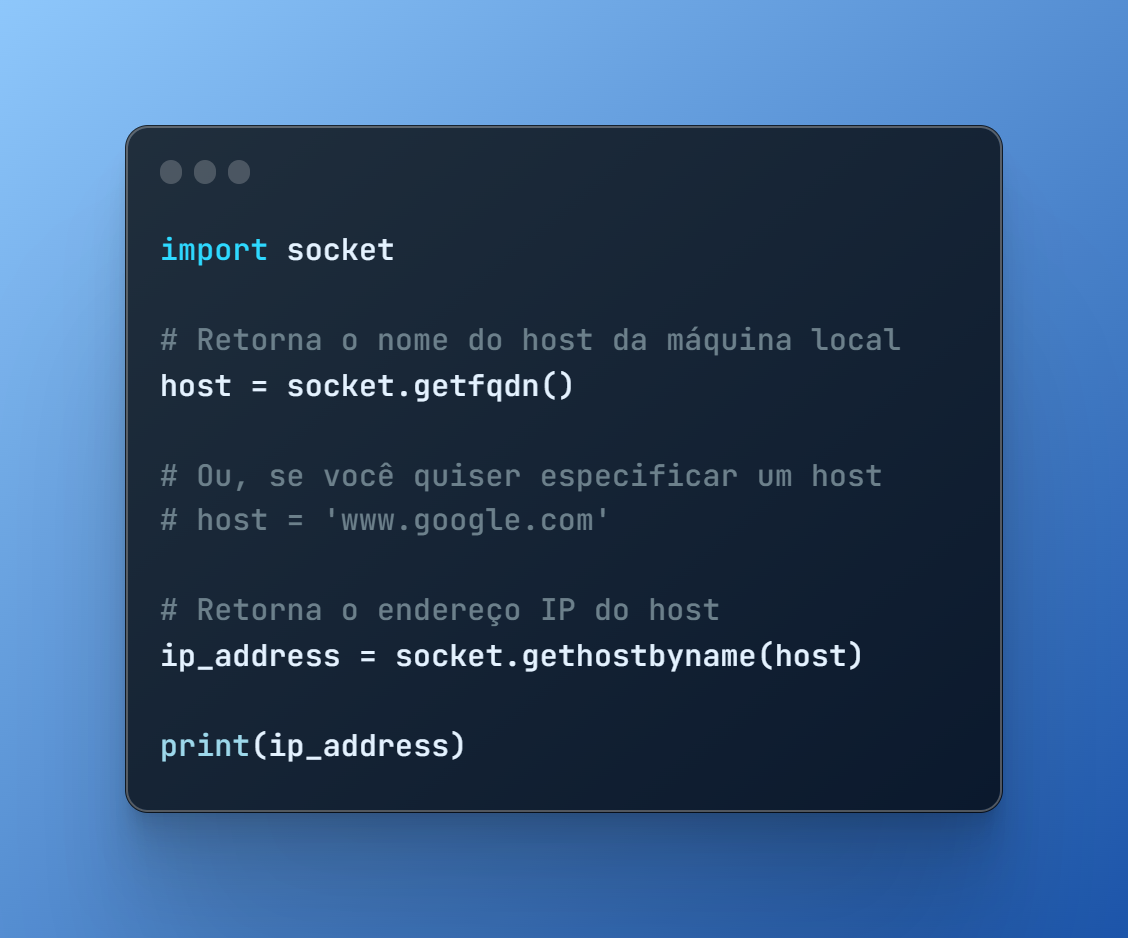 import socket
# Retorna o nome do host da máquina local
host = socket.getfqdn()
# Ou, se você quiser especificar um host
# host = 'www.google.com'
# Retorna o endereço IP do host
ip_address = socket.gethostbyname(host)
print(ip_address)